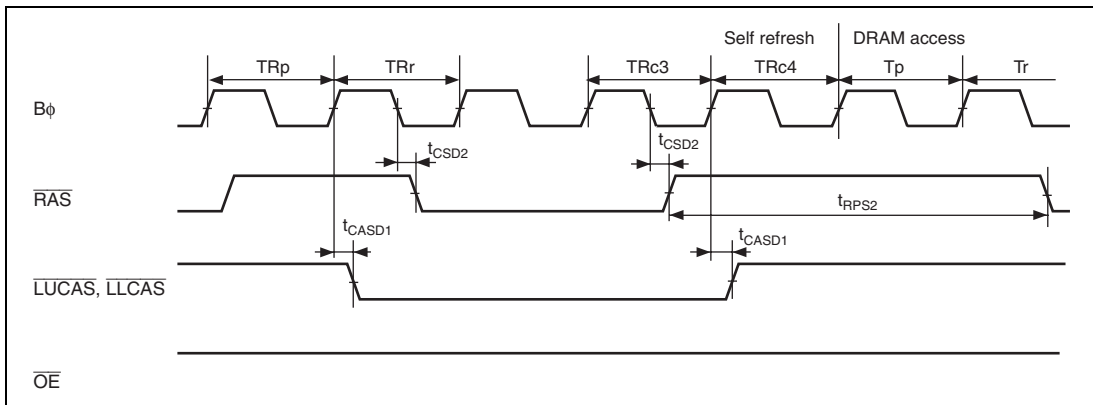 Self refresh DRAM access
TRp TRr TRc3 TRc4 Tp Tr
Bϕ
tCSD2 tCSD2
RAS
tRPS2
tCASD1 tCASD1
LUCAS, LLCAS
OE